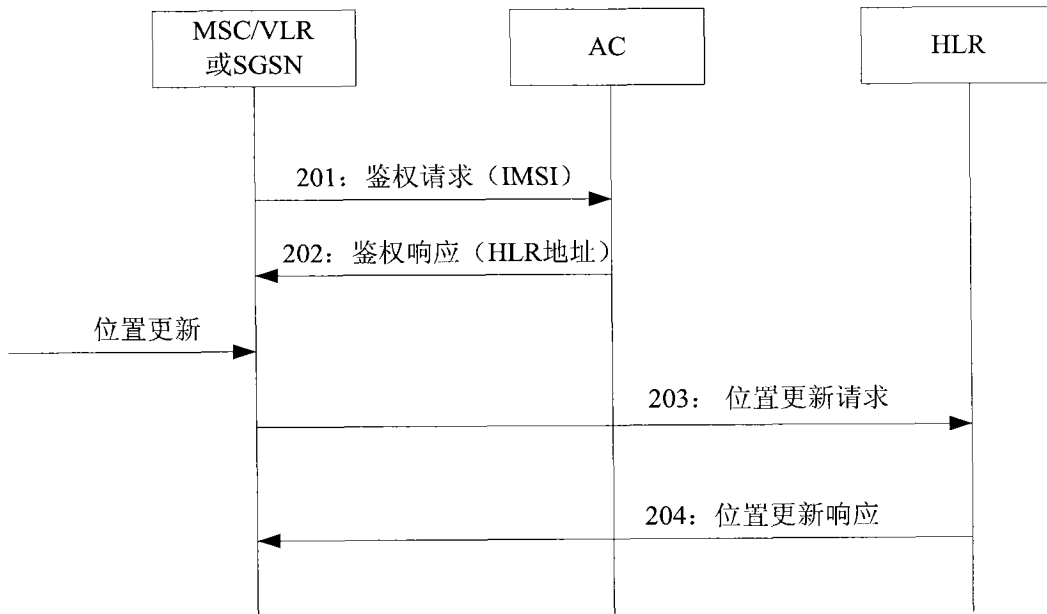 MSC/VLR
或SGSN
AC
HLR
201：鉴权请求（IMSI）
202：鉴权响应（HLR地址）
位置更新
203： 位置更新请求
204：位置更新响应